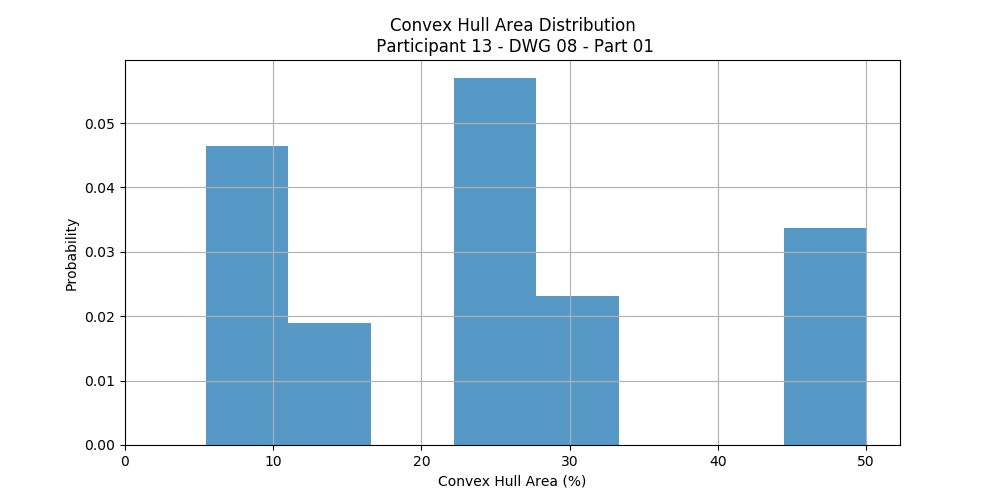 Convex Hull Area Distribution
Participant 13 - DWG 08 - Part 01
0.05
0.04
0.03
0.02
0.01
0.00
Probability
0 10 20 30 40 50
Convex Hull Area (%)